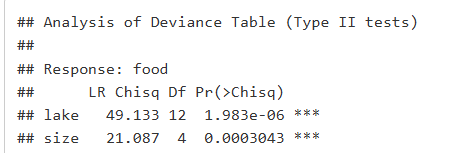 ## Analysis of Deviance Table (Type II tests)
##
## Response: food
##      LR Chisq Df Pr(>Chisq)
## lake   49.133 12  1.983e-06 ***
## size   21.087  4  0.0003043 ***